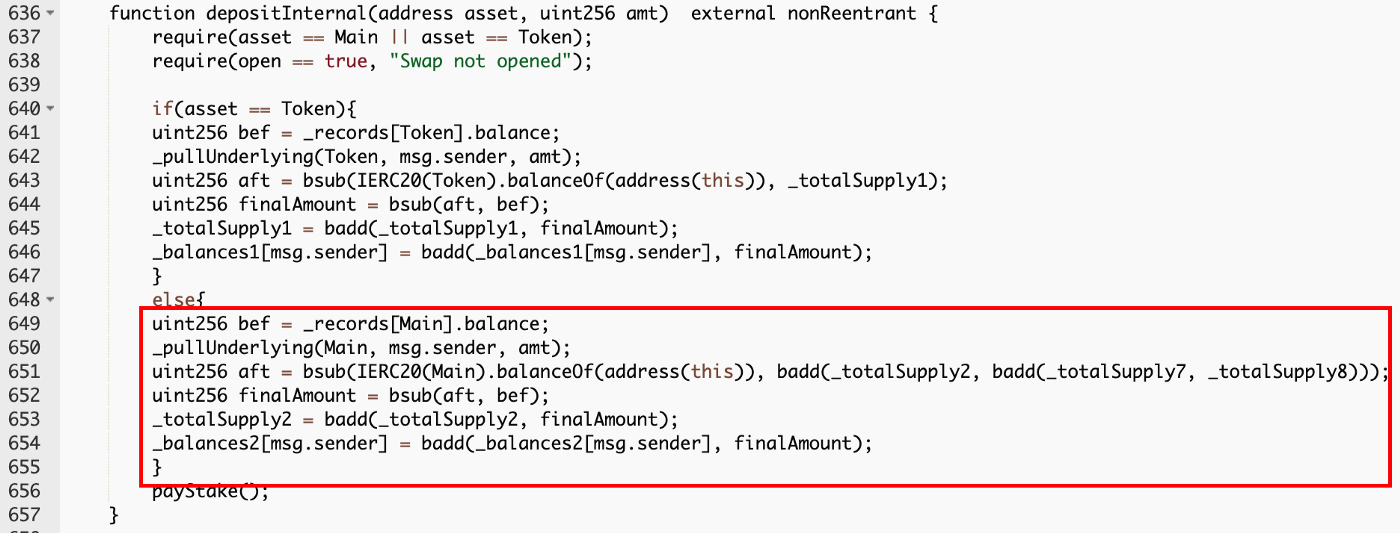 636 function depositInternal(address asset, uint256 amt)  external nonReentrant {
637 require(asset == Main || asset == Token);
638 require(open == true, "Swap not opened");
639
640 if(asset == Token){
641 uint256 bef = _records[Token].balance;
642 _pullUnderlying(Token, msg.sender, amt);
643 uint256 aft = bsub(IERC20(Token).balanceOf(address(this)), _totalSupply1);
644 uint256 finalAmount = bsub(aft, bef);
645 _totalSupply1 = badd(_totalSupply1, finalAmount);
646 _balances1[msg.sender] = badd(_balances1[msg.sender], finalAmount);
647 }
648 else{
649 uint256 bef = _records[Main].balance;
650 _pullUnderlying(Main, msg.sender, amt);
651 uint256 aft = bsub(IERC20(Main).balanceOf(address(this)), badd(_totalSupply2, badd(_totalSupply7, _totalSupply8)));
652 uint256 finalAmount = bsub(aft, bef);
653 _totalSupply2 = badd(_totalSupply2, finalAmount);
654 _balances2[msg.sender] = badd(_balances2[msg.sender], finalAmount);
655 }
656 payStake();
657 }